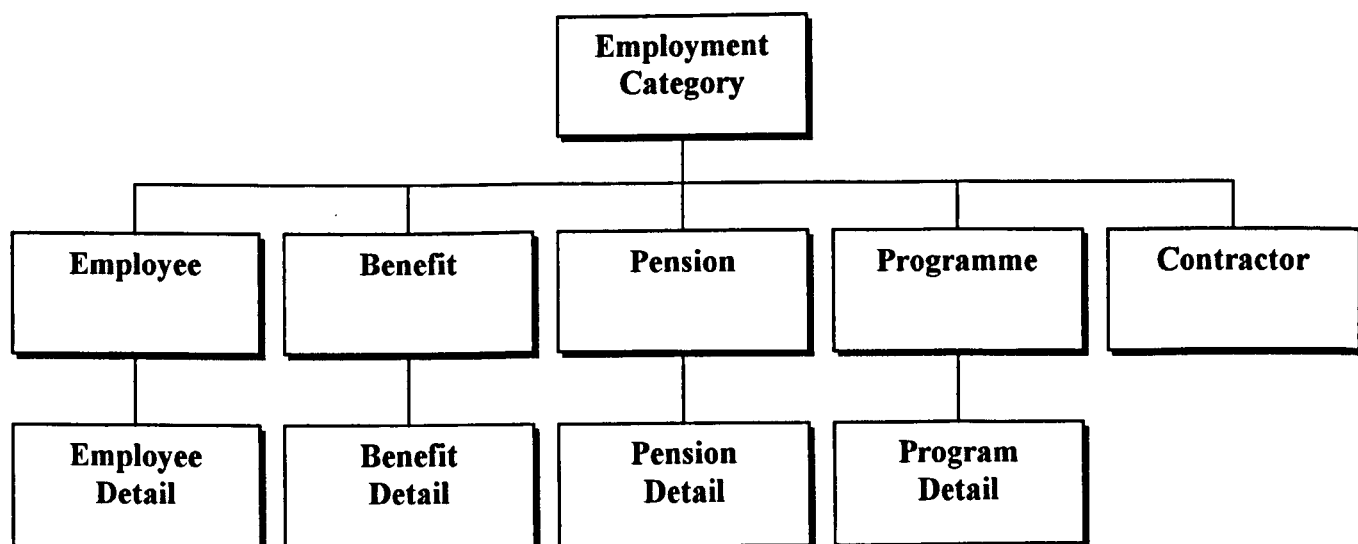 Employment
Category
Employee
Benefit
Pension
Programme
Contractor
Employee
Detail
Benefit
Detail
Pension
Detail
Program
Detail